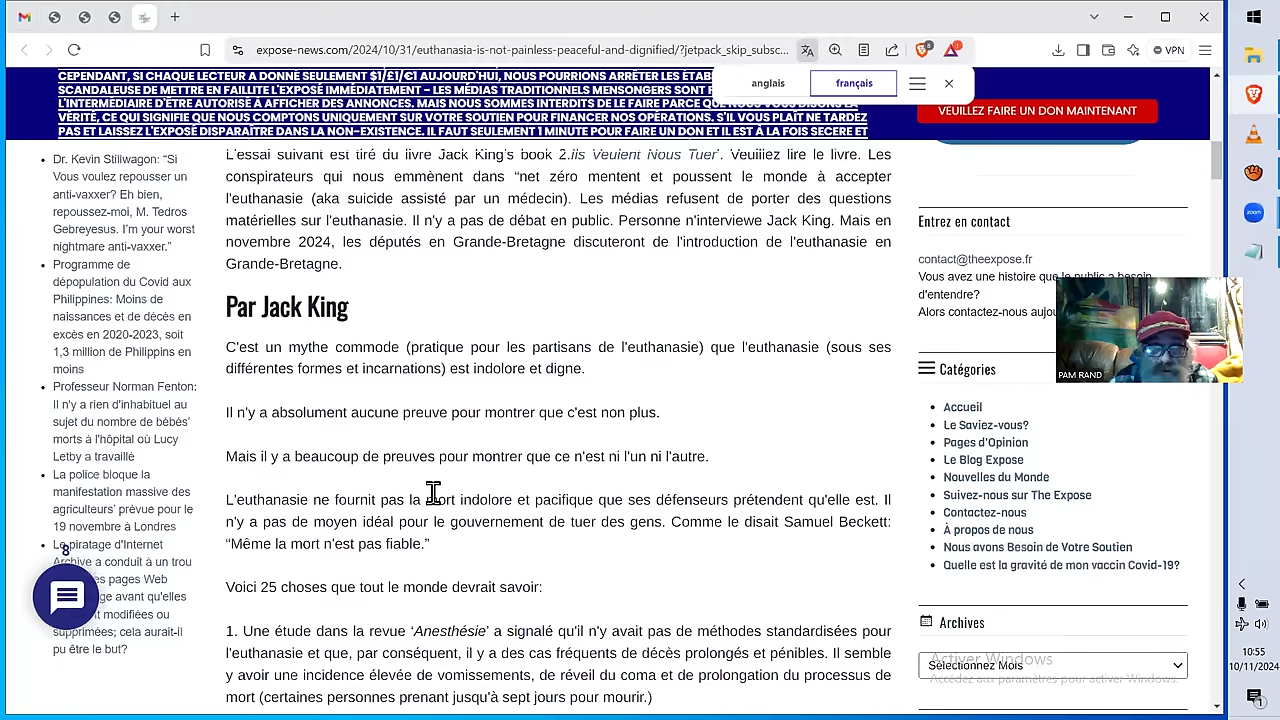 expose-news.com/2024/10/31/euthanasia-is-not-painless-peaceful-and-dignified/?jetpack_skip_subsc...
8
1
VPN
anglais
français
CEPENDANT, SI CHAQUE LECTEUR A DONNÉ SEULEMENT $1/£1/€1 AUJOURD'HUI, NOUS POURRIONS ARRÊTER LES ÉTAB
SCANDALEUSE DE METTRE EN FAILLITE L'EXPOSÉ IMMÉDIATEMENT – LES MÉDIAS TRADITIONNELS MENSONGERS SONT F
L'INTERMÉDIAIRE D'ÊTRE AUTORISÉ À AFFICHER DES ANNONCES. MAIS NOUS SOMMES INTERDITS DE LE FAIRE PARCE QUE NOUS VOUS DISONS LA
VÉRITÉ, CE QUI SIGNIFIE QUE NOUS COMPTONS UNIQUEMENT SUR VOTRE SOUTIEN POUR FINANCER NOS OPÉRATIONS. S'IL VOUS PLAÎT NE TARDEZ
PAS ET LAISSEZ L'EXPOSÉ DISPARAÎTRE DANS LA NON-EXISTENCE. IL FAUT SEULEMENT 1 MINUTE POUR FAIRE UN DON ET IL EST À LA FOIS SECERE ET
VEUILLEZ FAIRE UN DON MAINTENANT
Dr. Kevin Stillwagon: “Si
Vous voulez repousser un
anti-vaxxer? Eh bien,
repoussez-moi, M. Tedros
Gebreyesus. I'm your worst
nightmare anti-vaxxer.”
Programme de
dépopulation du Covid aux
Philippines: Moins de
naissances et de décès en
excès en 2020-2023, soit
1,3 million de Philippins en
moins
Professeur Norman Fenton:
Il n'y a rien d'inhabituel au
sujet du nombre de bébés'
morts à l'hôpital où Lucy
Letby a travaillé
La police bloque la
manifestation massive des
agriculteurs' prévue pour le
19 novembre à Londres
Le piratage d'Internet
Archive a conduit à un trou
es pages Web
ge avant qu'elles
t modifiées ou
supprimées; cela aurait-il
pu être le but?
8
L'essai suivant est tiré du livre Jack King's book 2.'Ils Veulent Nous Tuer'. Veuillez lire le livre. Les
conspirateurs qui nous emmènent dans “net zéro mentent et poussent le monde à accepter
l'euthanasie (aka suicide assisté par un médecin). Les médias refusent de porter des questions
matérielles sur l'euthanasie. Il n'y a pas de débat en public. Personne n'interviewe Jack King. Mais en
novembre 2024, les députés en Grande-Bretagne discuteront de l'introduction de l'euthanasie en
Grande-Bretagne.
Par Jack King
C'est un mythe commode (pratique pour les partisans de l'euthanasie) que l'euthanasie (sous ses
différentes formes et incarnations) est indolore et digne.
Il n'y a absolument aucune preuve pour montrer que c'est non plus.
Mais il y a beaucoup de preuves pour montrer que ce n'est ni l'un ni l'autre.
L'euthanasie ne fournit pas la mort indolore et pacifique que ses défenseurs prétendent qu'elle est. Il
n'y a pas de moyen idéal pour le gouvernement de tuer des gens. Comme le disait Samuel Beckett:
“Même la mort n'est pas fiable.”
Voici 25 choses que tout le monde devrait savoir:
1. Une étude dans la revue ‘Anesthésie’ a signalé qu'il n'y avait pas de méthodes standardisées pour
l'euthanasie et que, par conséquent, il y a des cas fréquents de décès prolongés et pénibles. Il semble
y avoir une incidence élevée de vomissements, de réveil du coma et de prolongation du processus de
mort (certaines personnes prenant jusqu'à sept jours pour mourir.)
Entrez en contact
contact@theexpose.fr
Vous avez une histoire que le public a besoin
d'entendre?
Alors contactez-nous aujou
PAM RAND
Catégories
Accueil
Le Saviez-vous?
Pages d'Opinion
Le Blog Expose
Nouvelles du Monde
Suivez-nous sur The Expose
Contactez-nous
À propos de nous
Nous avons Besoin de Votre Soutien
Quelle est la gravité de mon vaccin Covid-19?
Archives
Sélectionnez Mois
Activer Windows
Accédez aux paramètres pour activer Windows.
zoom
10:55
10/11/2024
1